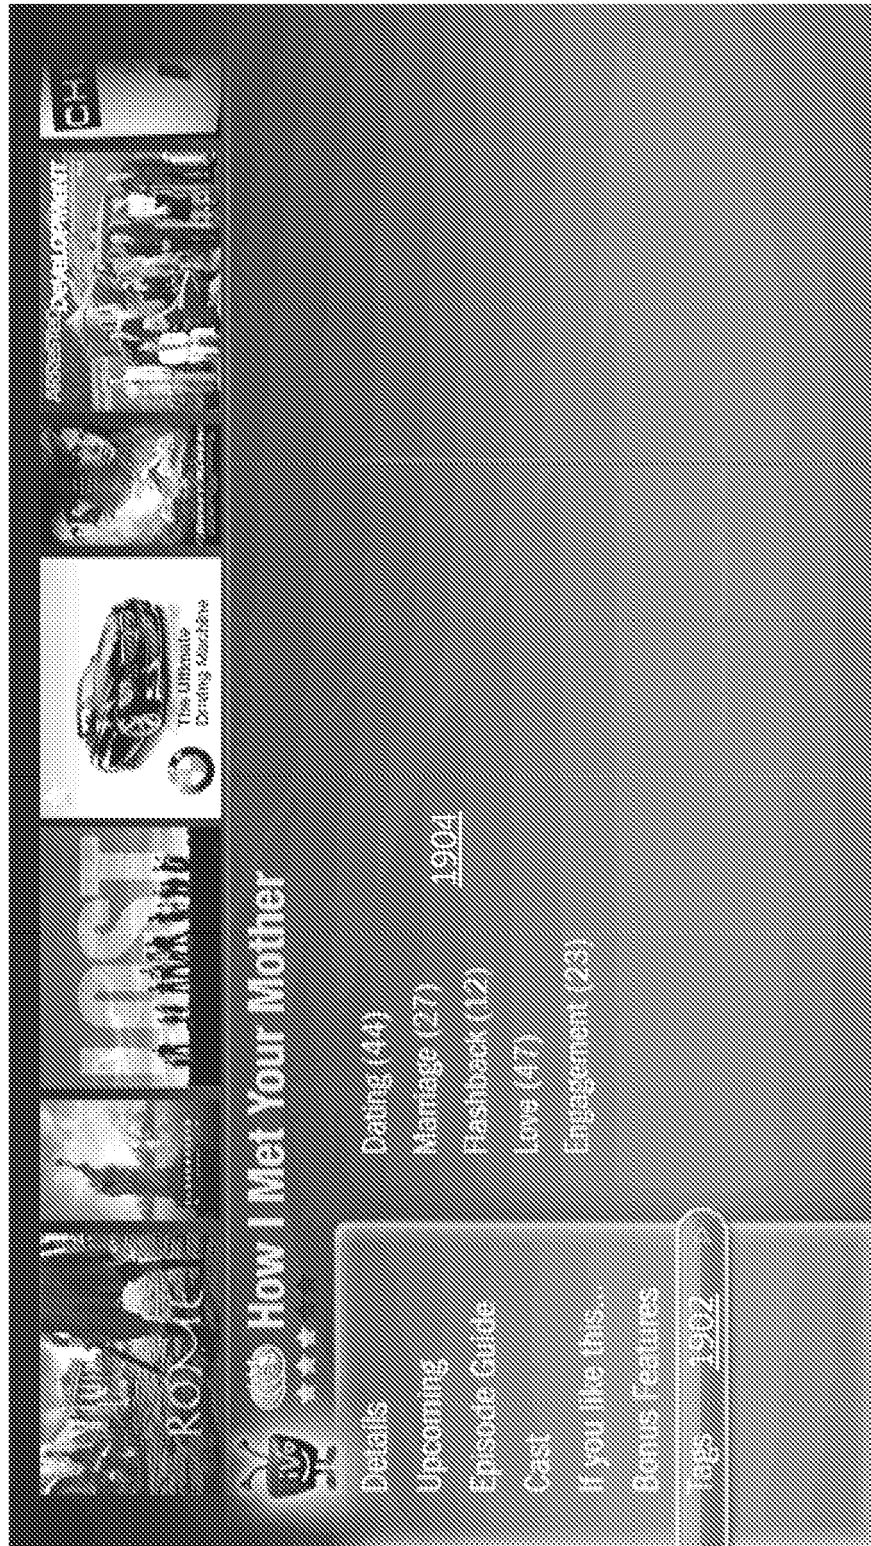 The Ultimate
Driving Machine
DEVELOPMENT
CH
How I Met Your Mother
Details
Upcoming
Episode Guide
Cast
If you like this...
Bonus Features
Tags 1902
Dating (44)
Marriage (27)
Flashback (12)
Love (47)
Engagement (23)
1904